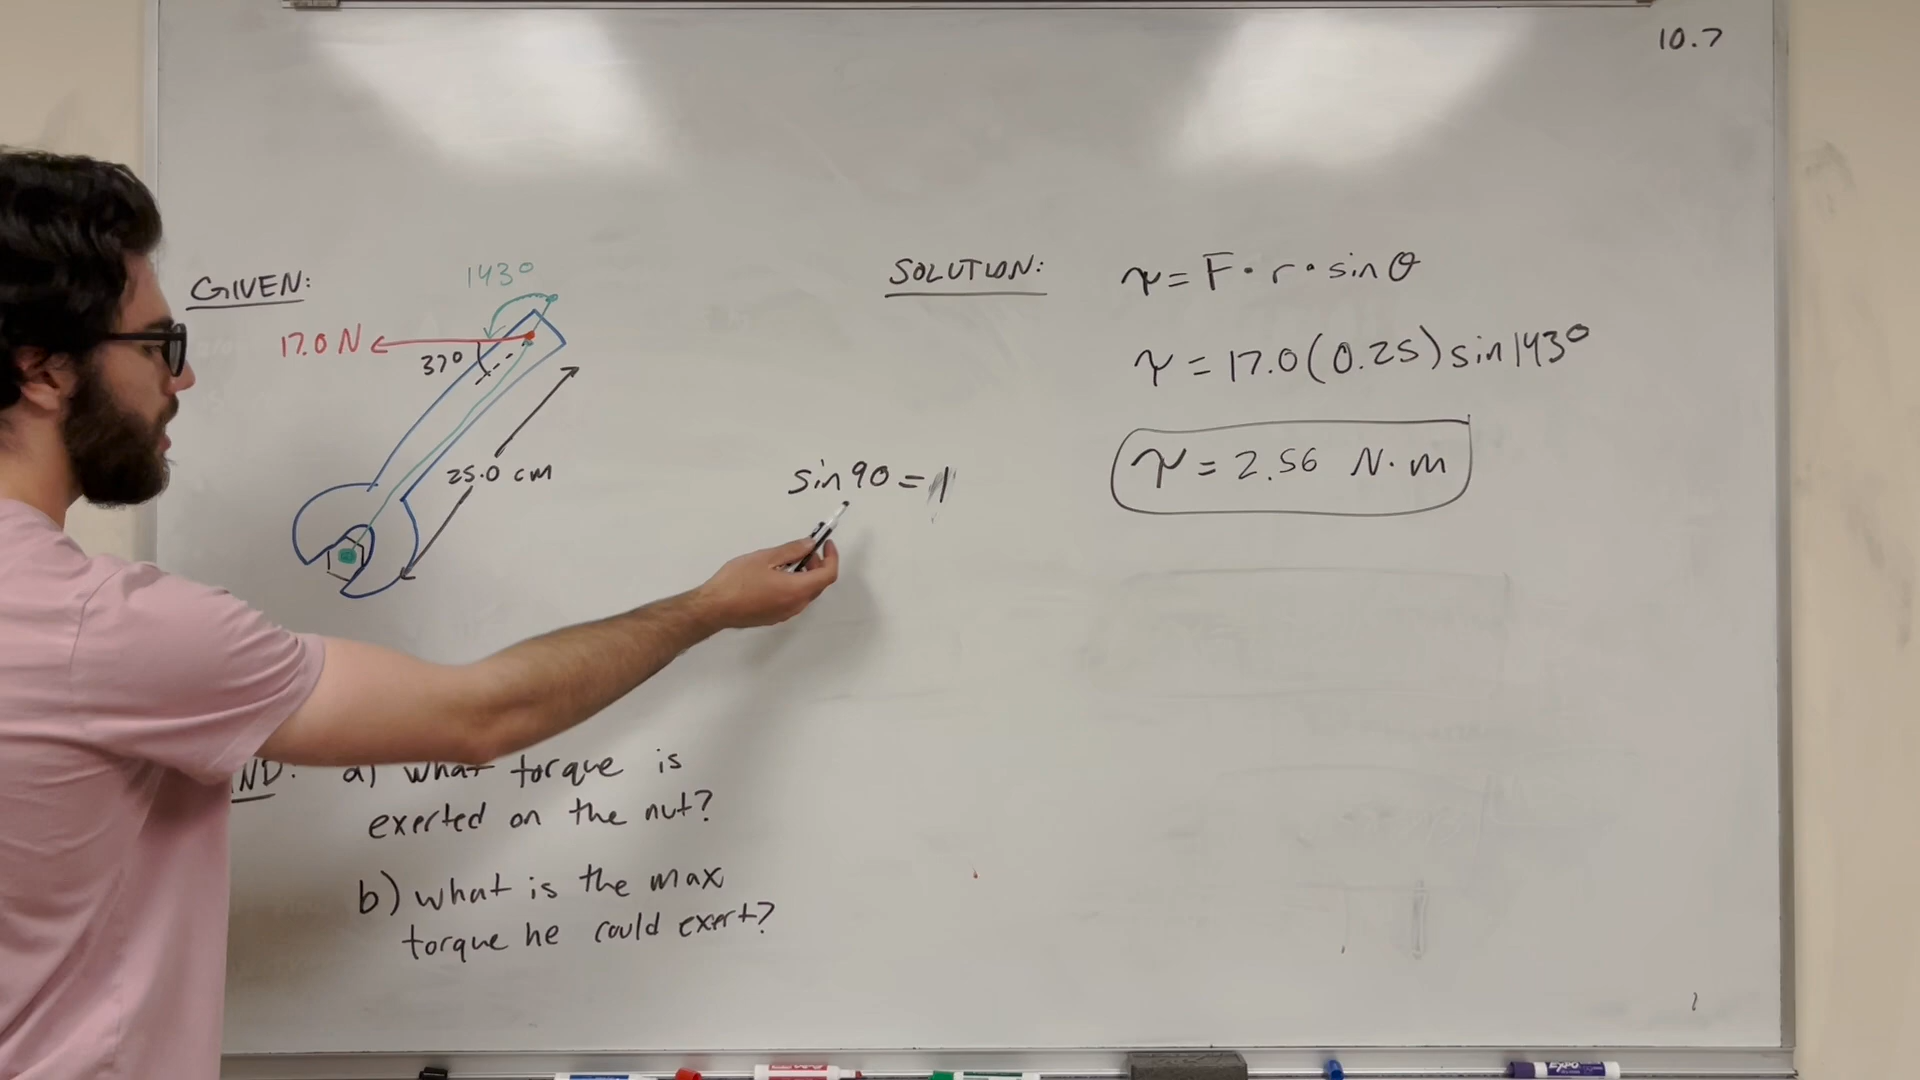 10.7
GIVEN:
143°
17.0 N
37°
25.0 cm
SOLUTION:
τ = F · r · sin θ
τ = 17.0 (0.25) sin 143°
τ = 2.56 N·m
sin 90 = 1
ND: a) what torque is
exerted on the nut?
b) what is the max
torque he could exert?
EXPO